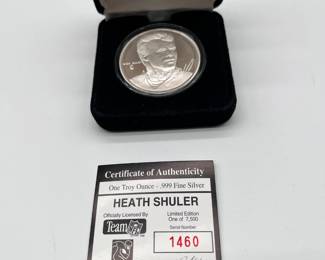 Certificate of Authenticity
One Troy Ounce - .999 Fine Silver
HEATH SHULER
Officially Licensed By
Limited Edition
One of 7,500
Team
NFL
Serial Number
1460